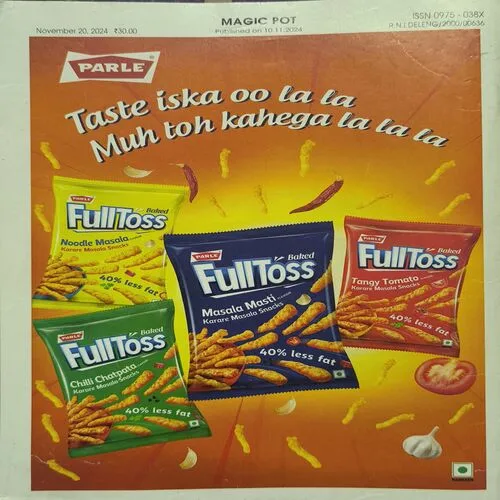 MAGIC POT
ISSN 0975 - 038X
November 20, 2024 ₹30.00
Published on 10.11.2024
R.N.I DELENG/2000/00636
PARLE
Taste iska oo la la
Muh toh kahega la la la
PARLE
Baked
FullToss
Noodle Masala
Karare Masala Snacks
40% less fat
PARLE
Baked
FullToss
Masala Masti
Karare Masala Snacks
40% less fat
PARLE
Baked
FullToss
Tangy Tomato
Karare Masala Snacks
40% less fat
PARLE
Baked
FullToss
Chilli Chatpata
Karare Masala Snacks
40% less fat